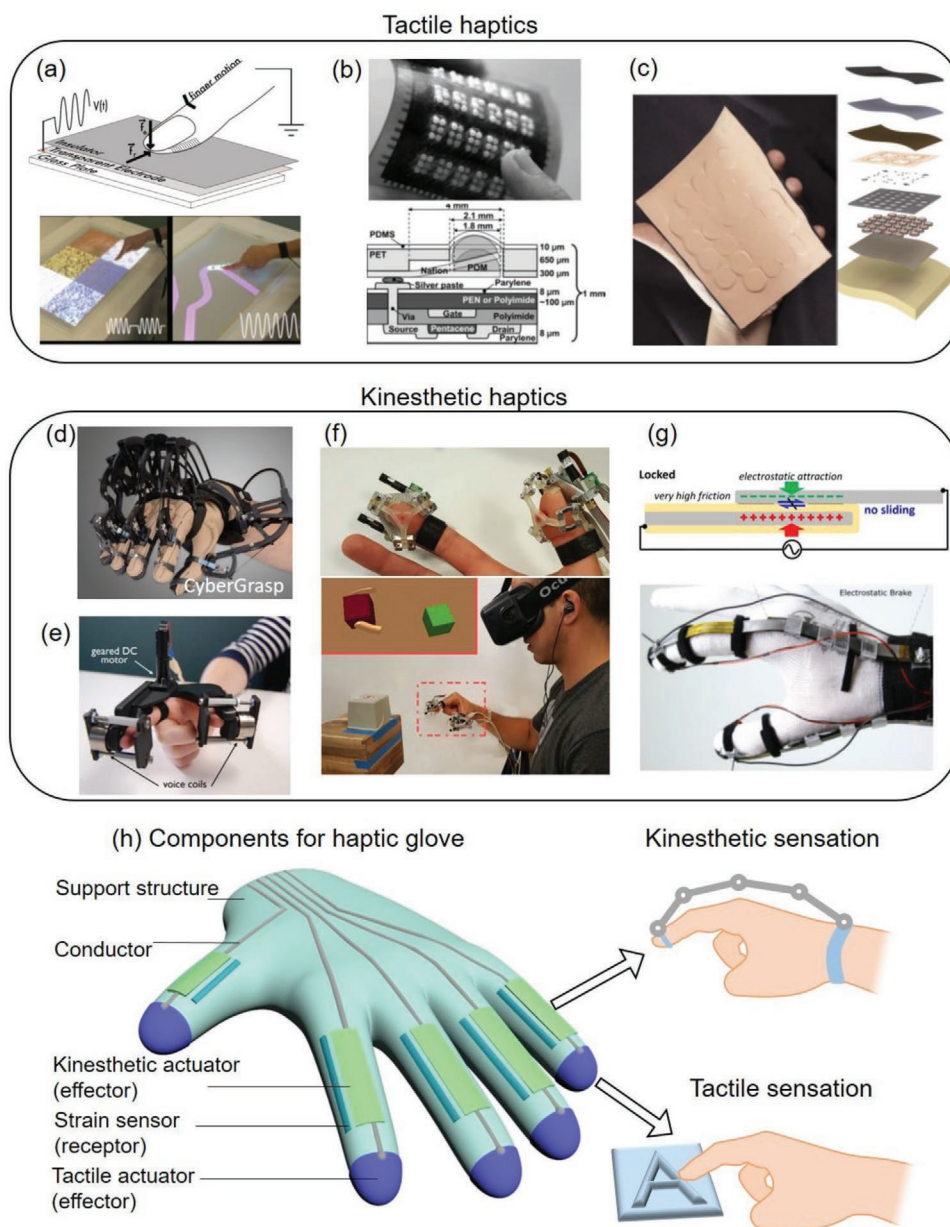 Tactile haptics
(a)
V(t)
finger motion
Insulator
Transparent Electrode
Glass Plate
(b)
4 mm
2.1 mm
1.8 mm
PDMS
PET
Nafion
PDM
10 μm
650 μm
300 μm
Silver paste
Parylene
8 μm
PEN or Polyimide
~100 μm
1 mm
Via
Gate
Polyimide
Source
Pentacene
Drain
8 μm
Parylene
(c)
Kinesthetic haptics
(d)
CyberGrasp
(e)
geared DC
motor
voice coils
(f)
(g)
Locked
electrostatic attraction
very high friction
no sliding
Electrostatic Brake
(h) Components for haptic glove
Support structure
Conductor
Kinesthetic actuator
(effector)
Strain sensor
(receptor)
Tactile actuator
(effector)
Kinesthetic sensation
Tactile sensation
A